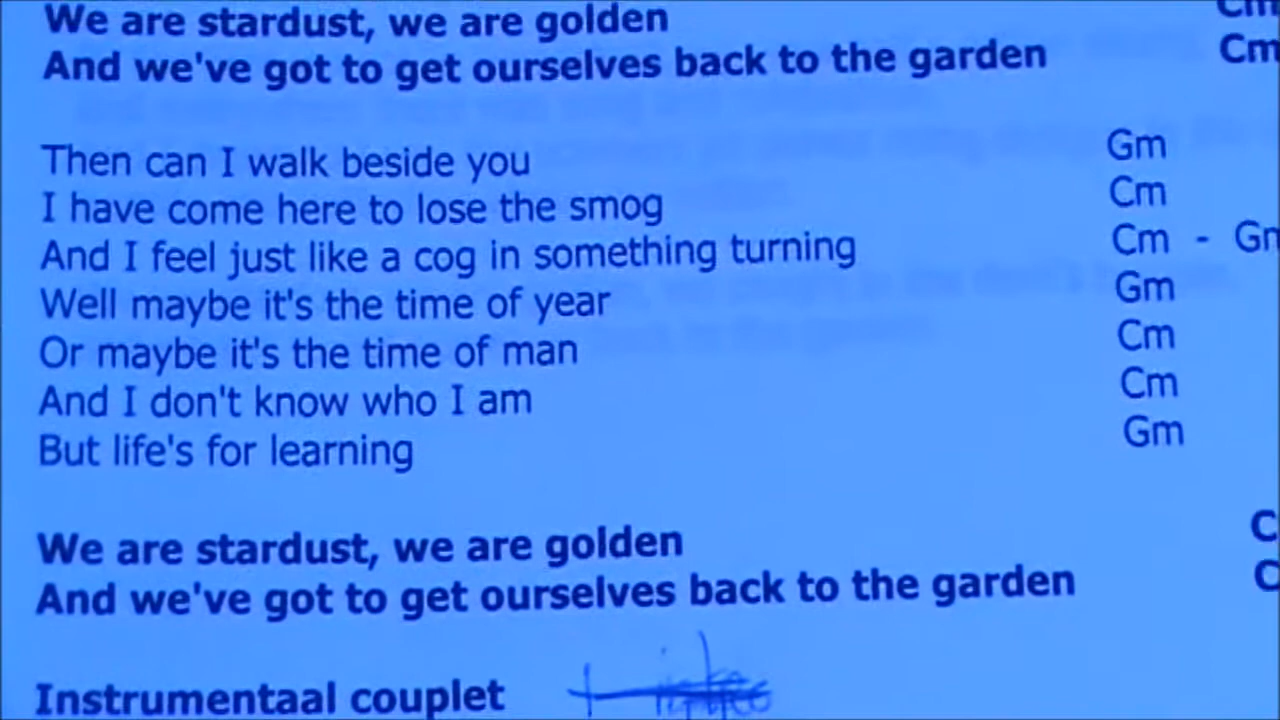 We are stardust, we are golden Cm
And we've got to get ourselves back to the garden Cm
Then can I walk beside you Gm
I have come here to lose the smog Cm
And I feel just like a cog in something turning Cm - Gm
Well maybe it's the time of year Gm
Or maybe it's the time of man Cm
And I don't know who I am Cm
But life's for learning Gm
We are stardust, we are golden C
And we've got to get ourselves back to the garden C
Instrumentaal couplet